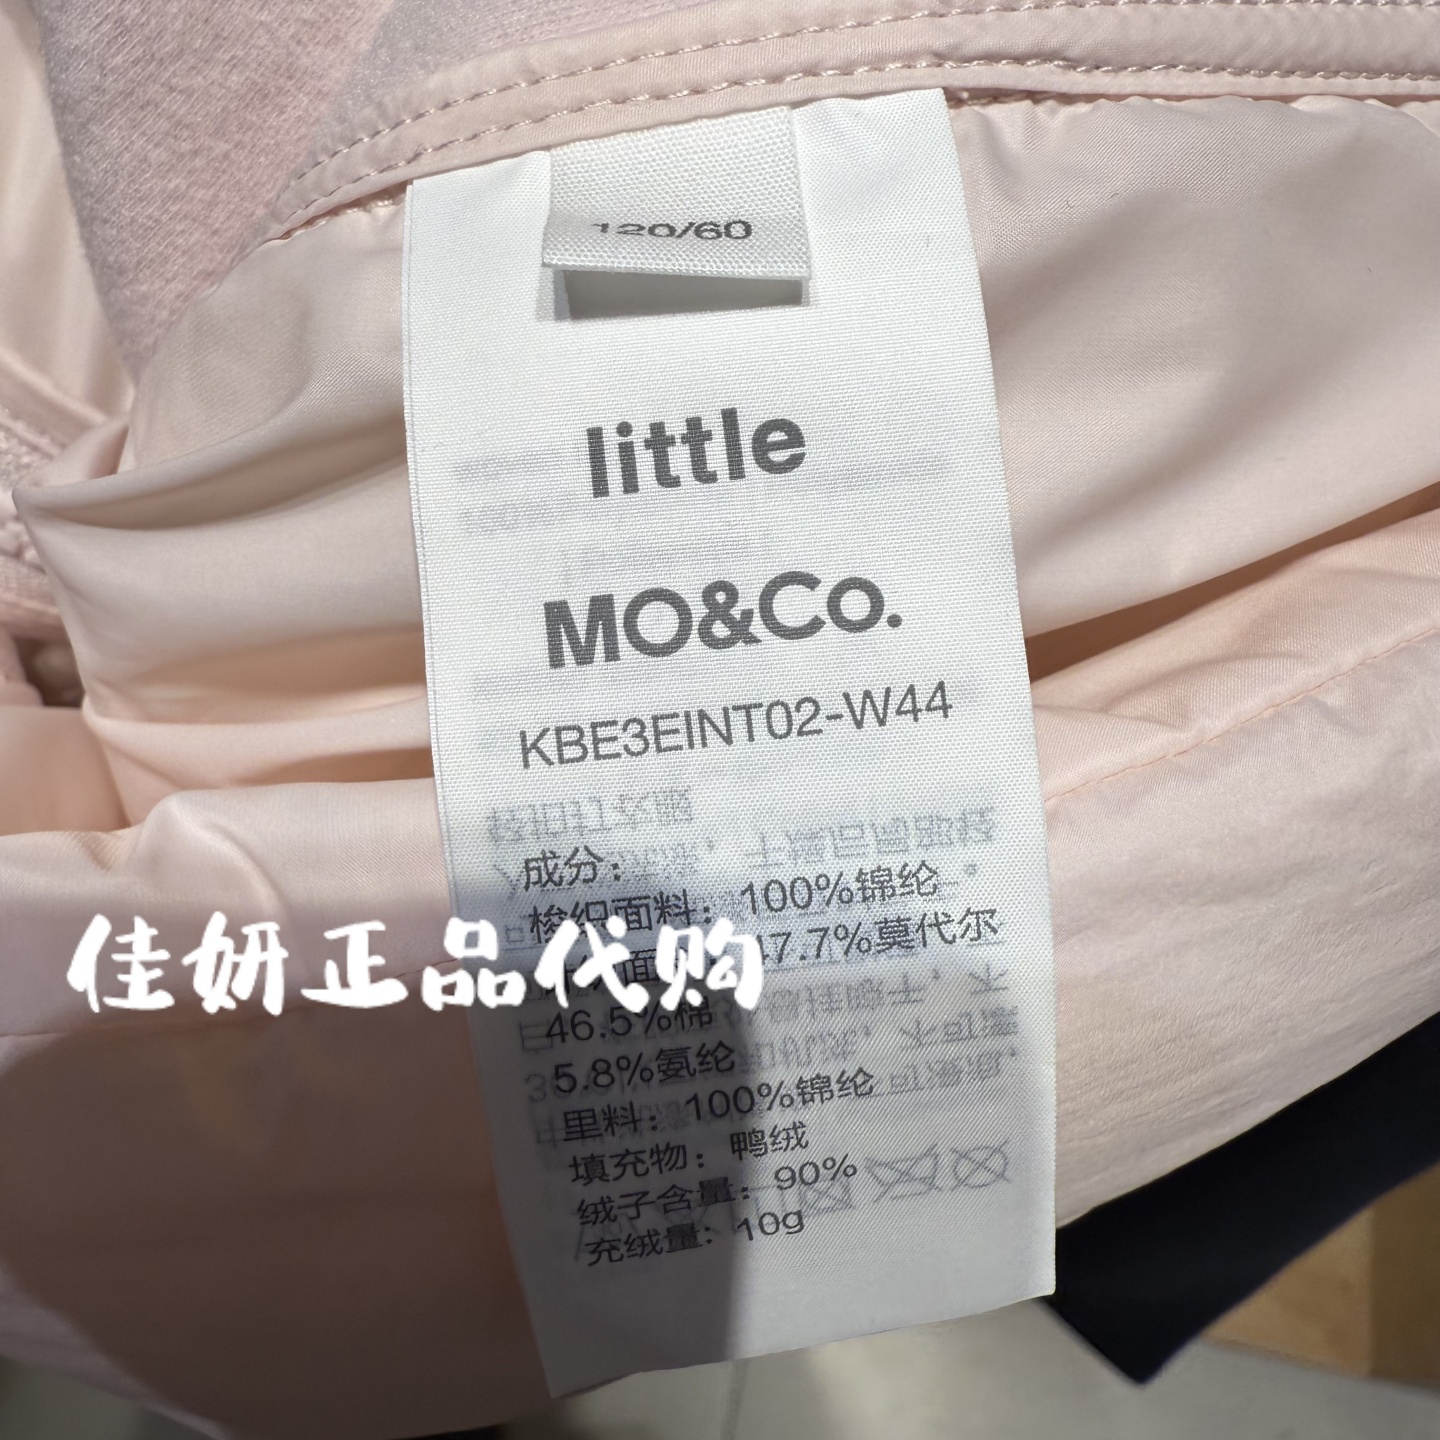 120/60
little
MO&Co.
KBE3EINT02-W44
成分：
梭织面料：100%锦纶
47.7%莫代尔
46.5%棉
5.8%氨纶
里料：100%锦纶
填充物：鸭绒
绒子含量：90%
充绒量：10g
佳妍正品代购